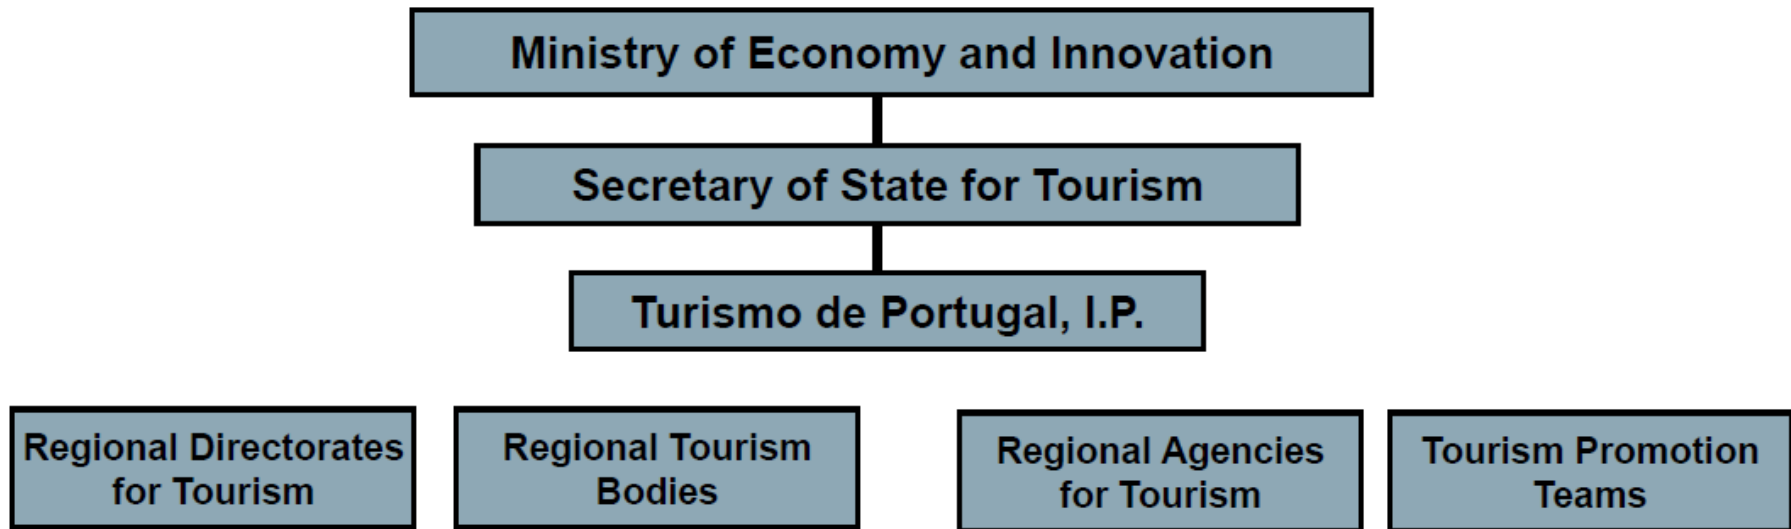 Ministry of Economy and Innovation
Secretary of State for Tourism
Turismo de Portugal, I.P.
Regional Directorates
for Tourism
Regional Tourism
Bodies
Regional Agencies
for Tourism
Tourism Promotion
Teams